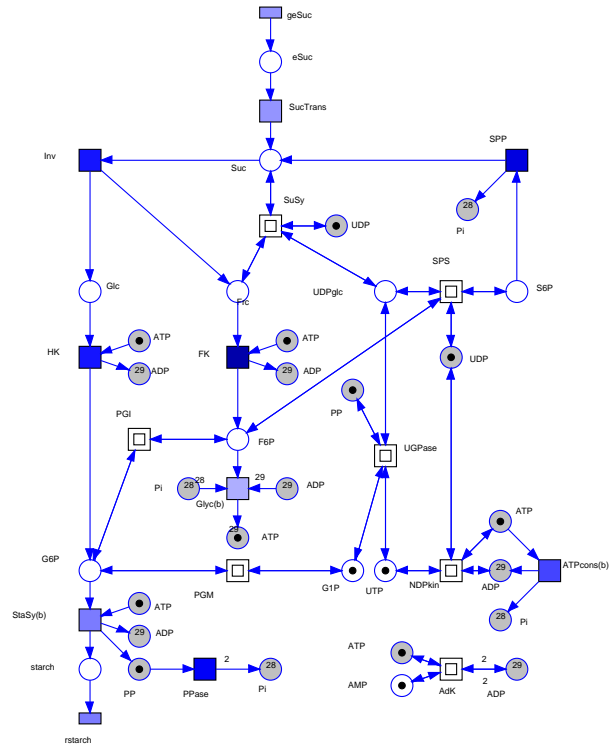 geSuc
eSuc
SucTrans
Inv
SPP
Suc
28
Pi
SuSy
UDP
SPS
Glc
Frc
UDPglc
S6P
ATP
ATP
HK
FK
UDP
29
ADP
29
ADP
PP
PGI
F6P
UGPase
28
29
Pi
28
29
ADP
Glyc(b)
29
ATP
ATP
G6P
ATPcons(b)
29
PGM
G1P
UTP
NDPkin
ADP
StaSy(b)
ATP
28
Pi
29
ADP
ATP
starch
2
28
2
29
PP
PPase
Pi
AMP
AdK
2
ADP
rstarch